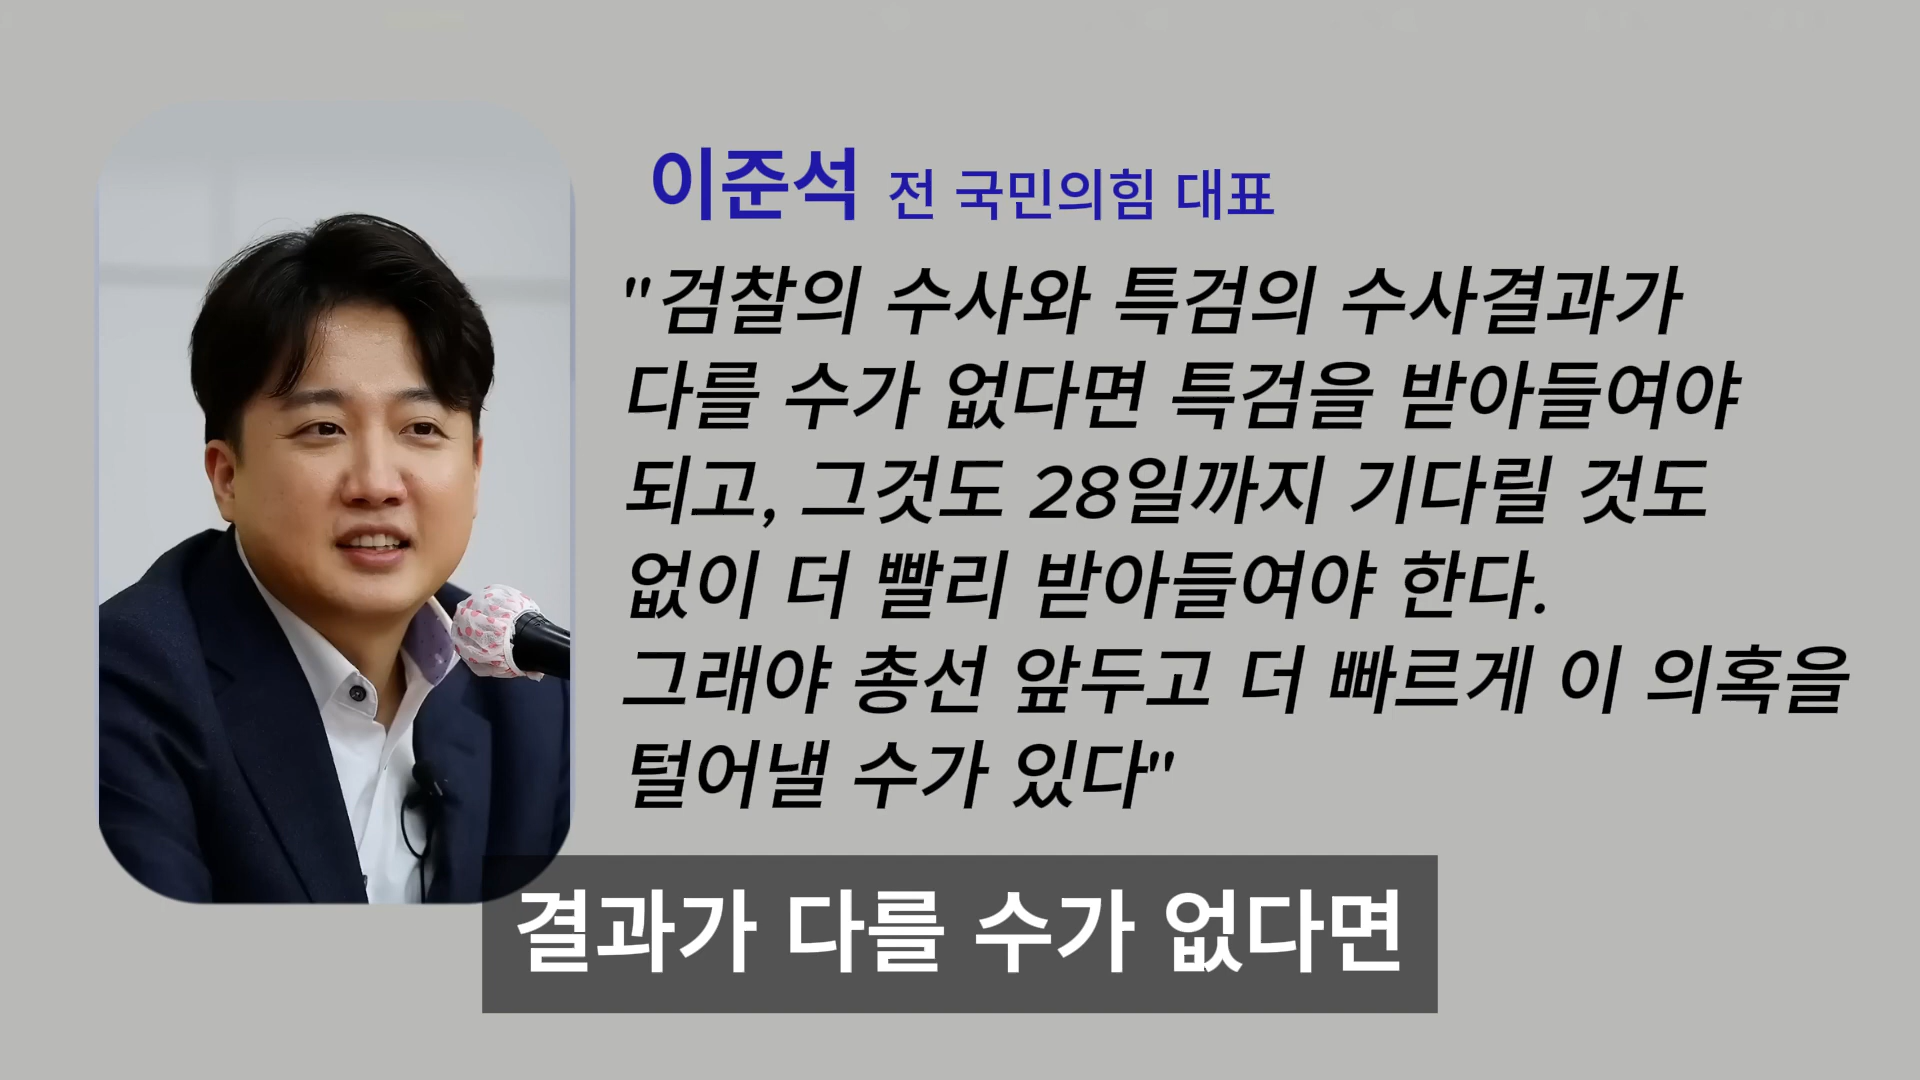 이준석 전 국민의힘 대표
"검찰의 수사와 특검의 수사결과가
다를 수가 없다면 특검을 받아들여야
되고, 그것도 28일까지 기다릴 것도
없이 더 빨리 받아들여야 한다.
그래야 총선 앞두고 더 빠르게 이 의혹을
털어낼 수가 있다"
결과가 다를 수가 없다면